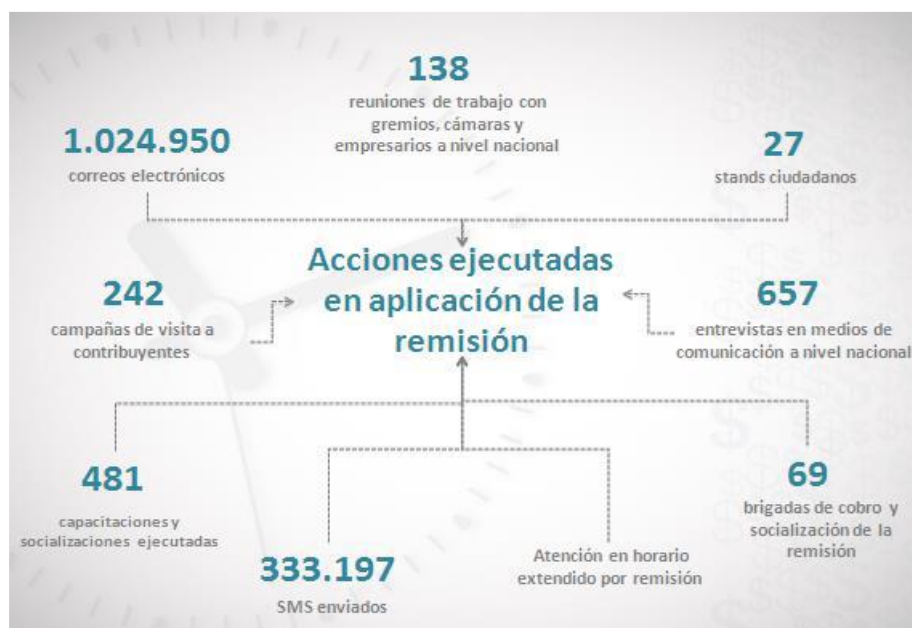 138
reuniones de trabajo con
gremios, cámaras y
empresarios a nivel nacional
1.024.950
correos electrónicos
27
stands ciudadanos
Acciones ejecutadas
en aplicación de la
remisión
242
campañas de visita a
contribuyentes
657
entrevistas en medios de
comunicación a nivel nacional
481
capacitaciones y
socializaciones ejecutadas
333.197
SMS enviados
Atención en horario
extendido por remisión
69
brigadas de cobro y
socialización de la
remisión